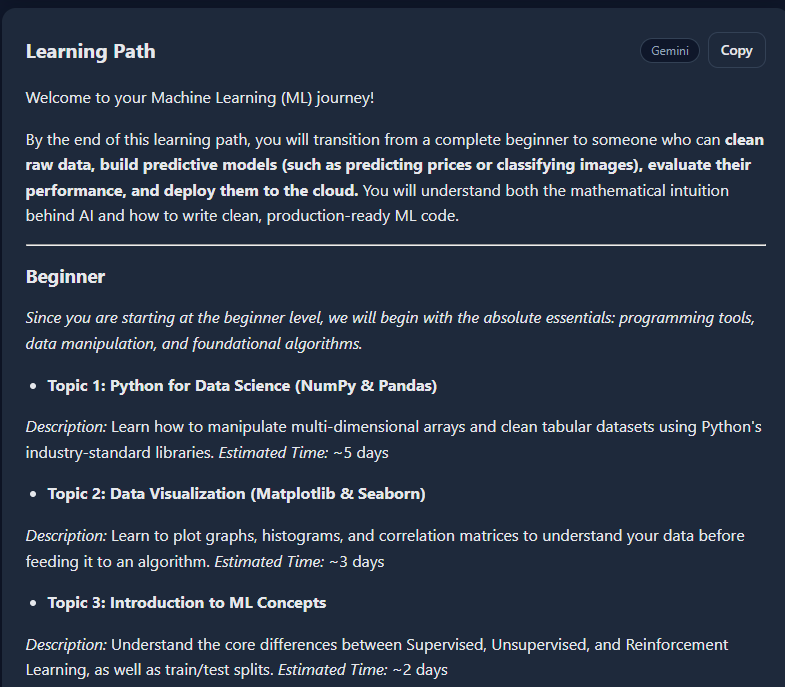 Learning Path
Gemini
Copy
Welcome to your Machine Learning (ML) journey!
By the end of this learning path, you will transition from a complete beginner to someone who can clean
raw data, build predictive models (such as predicting prices or classifying images), evaluate their
performance, and deploy them to the cloud. You will understand both the mathematical intuition
behind AI and how to write clean, production-ready ML code.
Beginner
Since you are starting at the beginner level, we will begin with the absolute essentials: programming tools,
data manipulation, and foundational algorithms.
• Topic 1: Python for Data Science (NumPy & Pandas)
Description: Learn how to manipulate multi-dimensional arrays and clean tabular datasets using Python's
industry-standard libraries. Estimated Time: ~5 days
• Topic 2: Data Visualization (Matplotlib & Seaborn)
Description: Learn to plot graphs, histograms, and correlation matrices to understand your data before
feeding it to an algorithm. Estimated Time: ~3 days
• Topic 3: Introduction to ML Concepts
Description: Understand the core differences between Supervised, Unsupervised, and Reinforcement
Learning, as well as train/test splits. Estimated Time: ~2 days